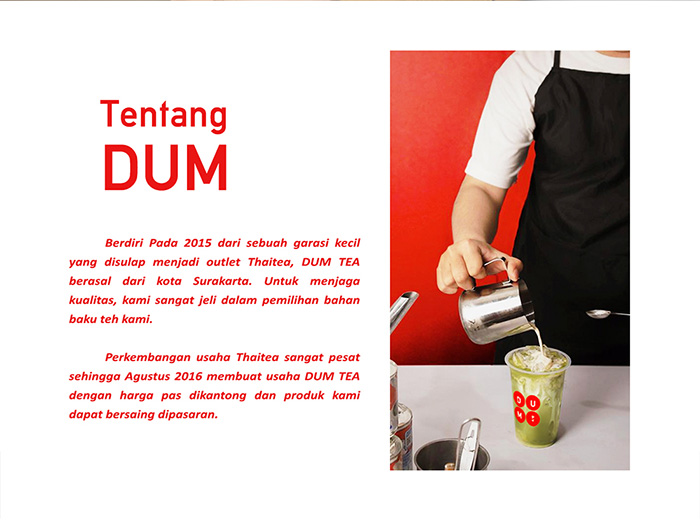 Tentang
DUM
Berdiri Pada 2015 dari sebuah garasi kecil
yang disulap menjadi outlet Thaitea, DUM TEA
berasal dari kota Surakarta. Untuk menjaga
kualitas, kami sangat jeli dalam pemilihan bahan
baku teh kami.
Perkembangan usaha Thaitea sangat pesat
sehingga Agustus 2016 membuat usaha DUM TEA
dengan harga pas dikantong dan produk kami
dapat bersaing dipasaran.
DU
M